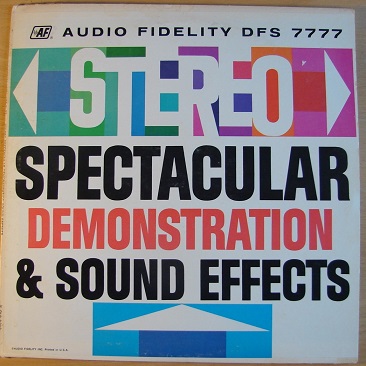 AF AUDIO FIDELITY DFS 7777
STEREO
SPECTACULAR
DEMONSTRATION
& SOUND EFFECTS